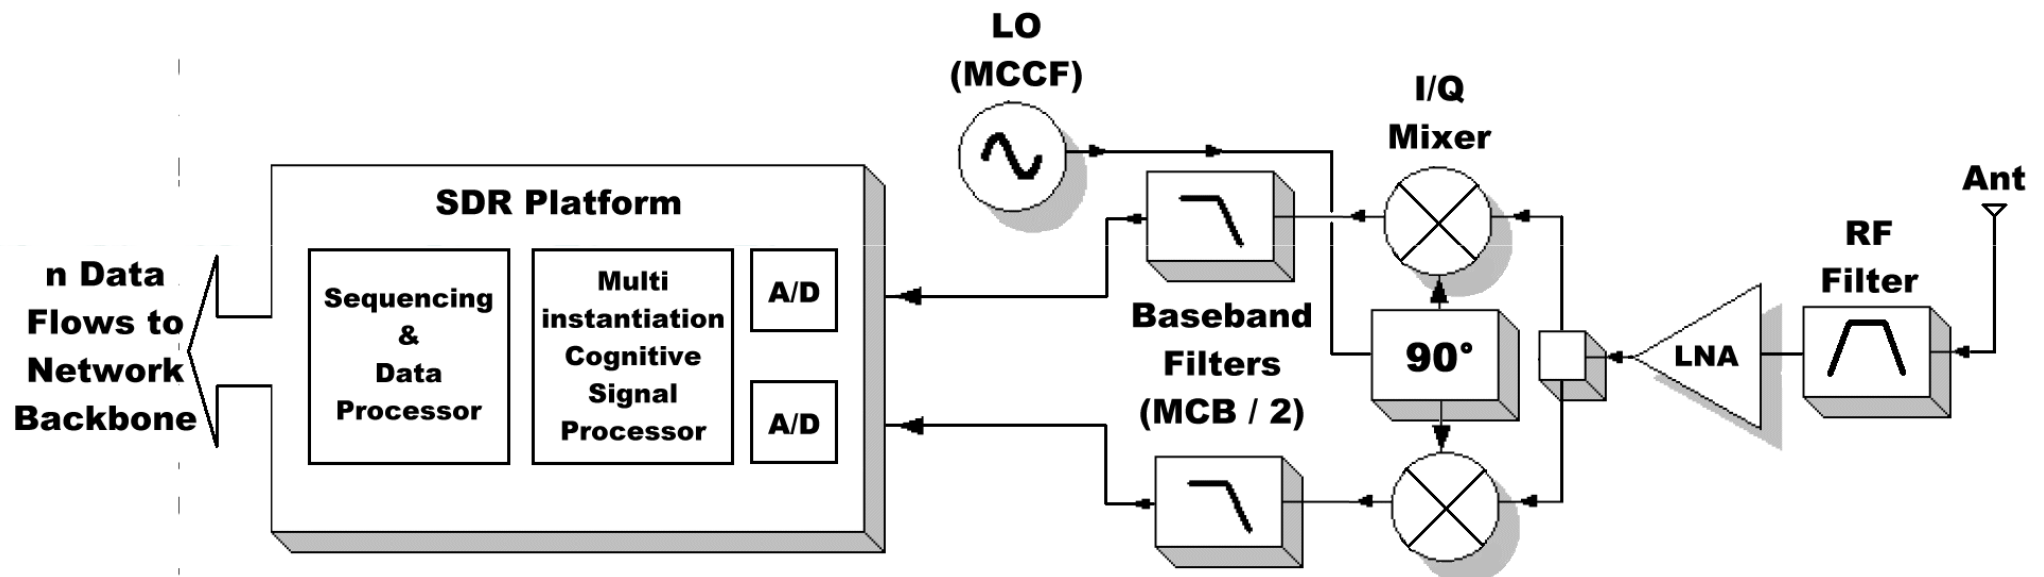 LO
(MCCF)
I/Q
Mixer
Ant
SDR Platform
RF
Filter
n Data
Flows to
Network
Backbone
Sequencing
&
Data
Processor
Multi
instantiation
Cognitive
Signal
Processor
A/D
A/D
Baseband
Filters
(MCB / 2)
90°
LNA